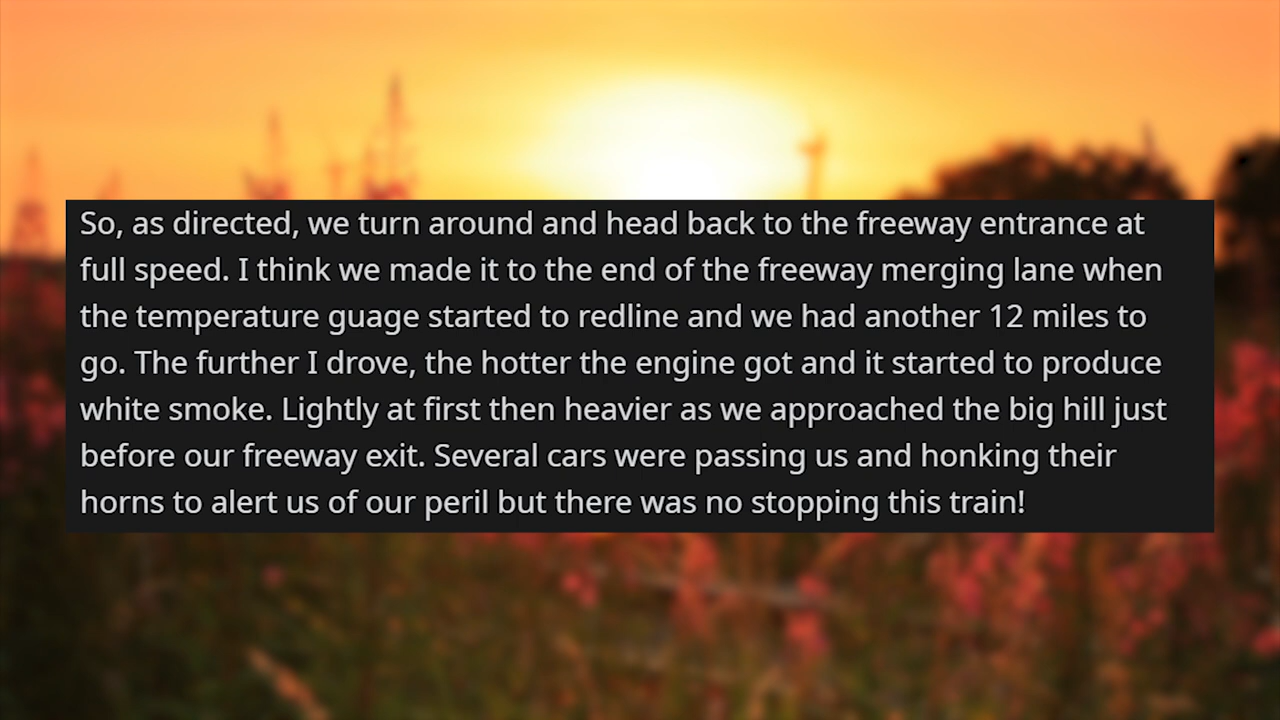 So, as directed, we turn around and head back to the freeway entrance at
full speed. I think we made it to the end of the freeway merging lane when
the temperature guage started to redline and we had another 12 miles to
go. The further I drove, the hotter the engine got and it started to produce
white smoke. Lightly at first then heavier as we approached the big hill just
before our freeway exit. Several cars were passing us and honking their
horns to alert us of our peril but there was no stopping this train!